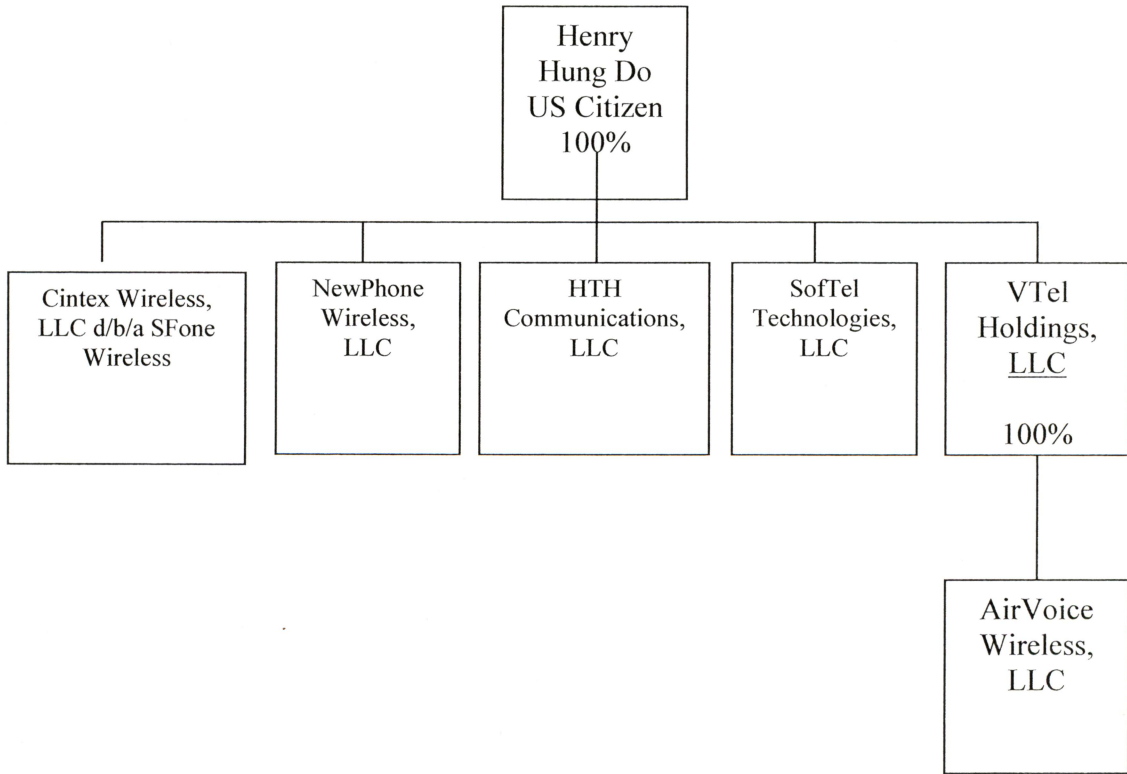 Henry
Hung Do
US Citizen
100%
Cintex Wireless,
LLC d/b/a SFone
Wireless
NewPhone
Wireless,
LLC
HTH
Communications,
LLC
SofTel
Technologies,
LLC
VTel
Holdings,
LLC
100%
AirVoice
Wireless,
LLC